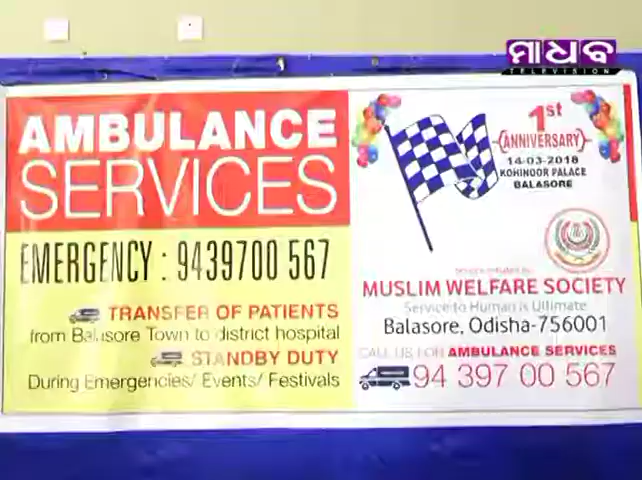 ମାଧବ
TELEVISION
AMBULANCE
SERVICES
EMERGENCY : 9439700 567
TRANSFER OF PATIENTS
from Balasore Town to district hospital
STANDBY DUTY
During Emergencies/ Events/ Festivals
1st
ANNIVERSARY
14-03-2018
KOHINOOR PALACE
BALASORE
MUSLIM WELFARE SOCIETY
Service to Human is Ultimate
Balasore, Odisha-756001
CALL US FOR AMBULANCE SERVICES
94 397 00 567